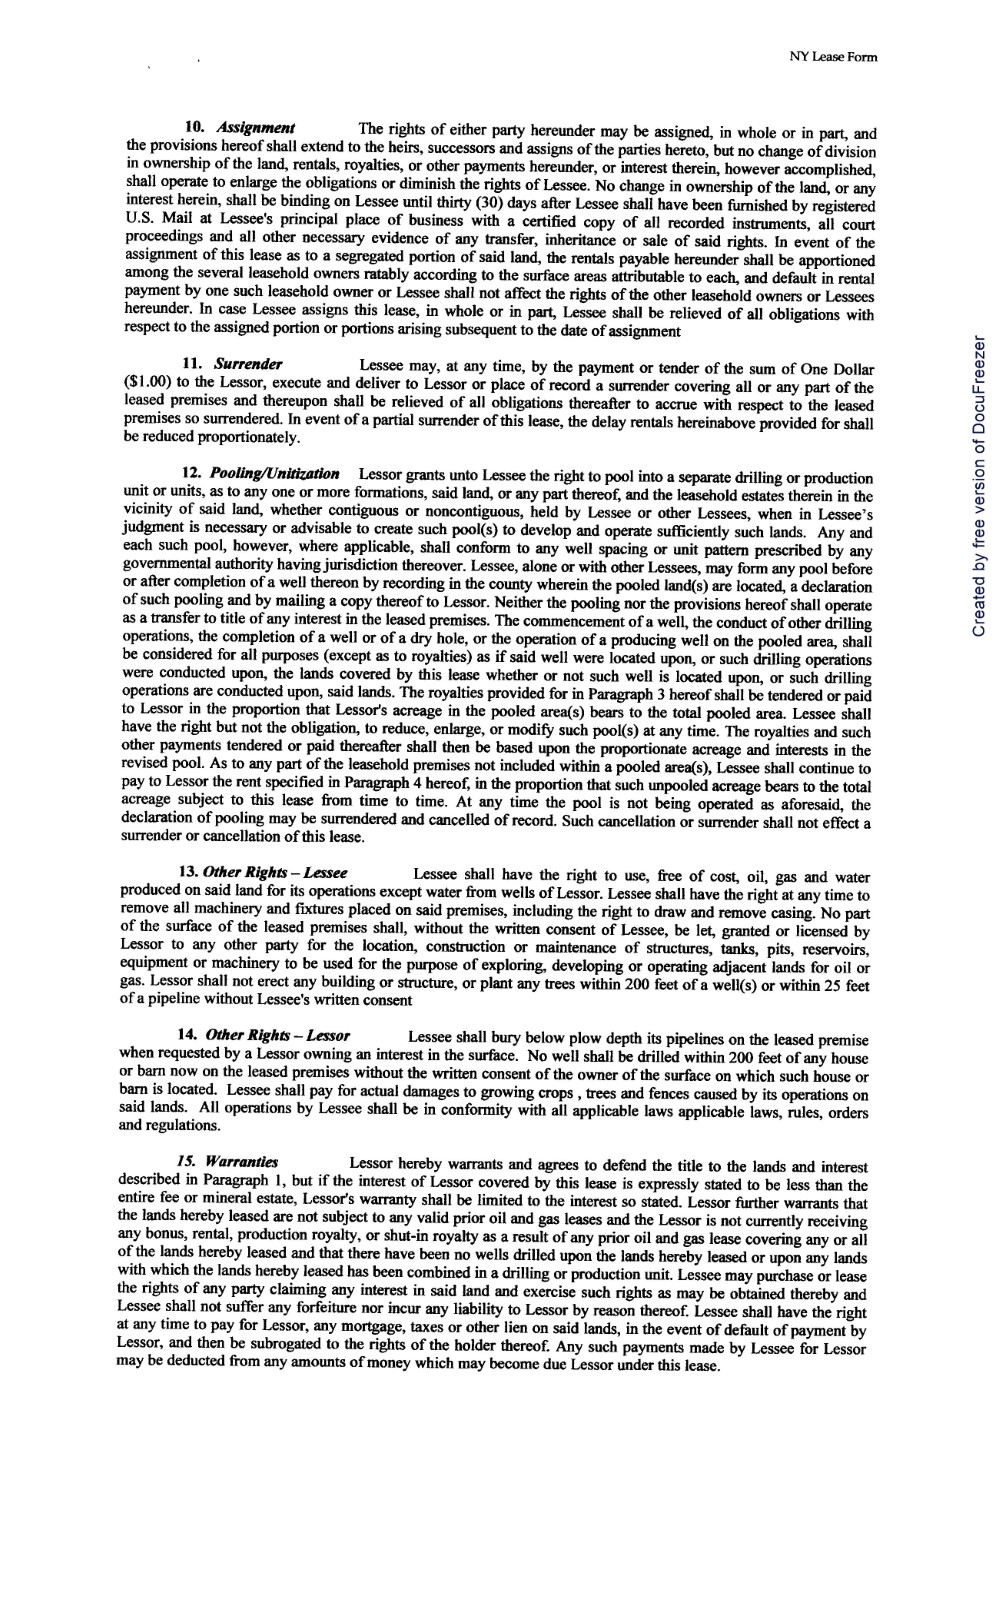 NY Lease Form
10. Assignment The rights of either party hereunder may be assigned, in whole or in part, and
the provisions hereof shall extend to the heirs, successors and assigns of the parties hereto, but no change of division
in ownership of the land, rentals, royalties, or other payments hereunder, or interest therein, however accomplished,
shall operate to enlarge the obligations or diminish the rights of Lessee. No change in ownership of the land, or any
interest herein, shall be binding on Lessee until thirty (30) days after Lessee shall have been furnished by registered
U.S. Mail at Lessee's principal place of business with a certified copy of all recorded instruments, all court
proceedings and all other necessary evidence of any transfer, inheritance or sale of said rights. In event of the
assignment of this lease as to a segregated portion of said land, the rentals payable hereunder shall be apportioned
among the several leasehold owners ratably according to the surface areas attributable to each, and default in rental
payment by one such leasehold owner or Lessee shall not affect the rights of the other leasehold owners or Lessees
hereunder. In case Lessee assigns this lease, in whole or in part, Lessee shall be relieved of all obligations with
respect to the assigned portion or portions arising subsequent to the date of assignment
11. Surrender Lessee may, at any time, by the payment or tender of the sum of One Dollar
($1.00) to the Lessor, execute and deliver to Lessor or place of record a surrender covering all or any part of the
leased premises and thereupon shall be relieved of all obligations thereafter to accrue with respect to the leased
premises so surrendered. In event of a partial surrender of this lease, the delay rentals hereinabove provided for shall
be reduced proportionately.
12. Pooling/Unitization Lessor grants unto Lessee the right to pool into a separate drilling or production
unit or units, as to any one or more formations, said land, or any part thereof, and the leasehold estates therein in the
vicinity of said land, whether contiguous or noncontiguous, held by Lessee or other Lessees, when in Lessee's
judgment is necessary or advisable to create such pool(s) to develop and operate sufficiently such lands. Any and
each such pool, however, where applicable, shall conform to any well spacing or unit pattern prescribed by any
governmental authority having jurisdiction thereover. Lessee, alone or with other Lessees, may form any pool before
or after completion of a well thereon by recording in the county wherein the pooled land(s) are located, a declaration
of such pooling and by mailing a copy thereof to Lessor. Neither the pooling nor the provisions hereof shall operate
as a transfer to title of any interest in the leased premises. The commencement of a well, the conduct of other drilling
operations, the completion of a well or of a dry hole, or the operation of a producing well on the pooled area, shall
be considered for all purposes (except as to royalties) as if said well were located upon, or such drilling operations
were conducted upon, the lands covered by this lease whether or not such well is located upon, or such drilling
operations are conducted upon, said lands. The royalties provided for in Paragraph 3 hereof shall be tendered or paid
to Lessor in the proportion that Lessor's acreage in the pooled area(s) bears to the total pooled area. Lessee shall
have the right but not the obligation, to reduce, enlarge, or modify such pool(s) at any time. The royalties and such
other payments tendered or paid thereafter shall then be based upon the proportionate acreage and interests in the
revised pool. As to any part of the leasehold premises not included within a pooled area(s), Lessee shall continue to
pay to Lessor the rent specified in Paragraph 4 hereof, in the proportion that such unpooled acreage bears to the total
acreage subject to this lease from time to time. At any time the pool is not being operated as aforesaid, the
declaration of pooling may be surrendered and cancelled of record. Such cancellation or surrender shall not effect a
surrender or cancellation of this lease.
13. Other Rights – Lessee Lessee shall have the right to use, free of cost, oil, gas and water
produced on said land for its operations except water from wells of Lessor. Lessee shall have the right at any time to
remove all machinery and fixtures placed on said premises, including the right to draw and remove casing. No part
of the surface of the leased premises shall, without the written consent of Lessee, be let, granted or licensed by
Lessor to any other party for the location, construction or maintenance of structures, tanks, pits, reservoirs,
equipment or machinery to be used for the purpose of exploring, developing or operating adjacent lands for oil or
gas. Lessor shall not erect any building or structure, or plant any trees within 200 feet of a well(s) or within 25 feet
of a pipeline without Lessee's written consent
14. Other Rights – Lessor Lessee shall bury below plow depth its pipelines on the leased premise
when requested by a Lessor owning an interest in the surface. No well shall be drilled within 200 feet of any house
or barn now on the leased premises without the written consent of the owner of the surface on which such house or
barn is located. Lessee shall pay for actual damages to growing crops , trees and fences caused by its operations on
said lands. All operations by Lessee shall be in conformity with all applicable laws applicable laws, rules, orders
and regulations.
15. Warranties Lessor hereby warrants and agrees to defend the title to the lands and interest
described in Paragraph 1, but if the interest of Lessor covered by this lease is expressly stated to be less than the
entire fee or mineral estate, Lessor's warranty shall be limited to the interest so stated. Lessor further warrants that
the lands hereby leased are not subject to any valid prior oil and gas leases and the Lessor is not currently receiving
any bonus, rental, production royalty, or shut-in royalty as a result of any prior oil and gas lease covering any or all
of the lands hereby leased and that there have been no wells drilled upon the lands hereby leased or upon any lands
with which the lands hereby leased has been combined in a drilling or production unit. Lessee may purchase or lease
the rights of any party claiming any interest in said land and exercise such rights as may be obtained thereby and
Lessee shall not suffer any forfeiture nor incur any liability to Lessor by reason thereof. Lessee shall have the right
at any time to pay for Lessor, any mortgage, taxes or other lien on said lands, in the event of default of payment by
Lessor, and then be subrogated to the rights of the holder thereof. Any such payments made by Lessee for Lessor
may be deducted from any amounts of money which may become due Lessor under this lease.
Created by free version of DocuFreezer